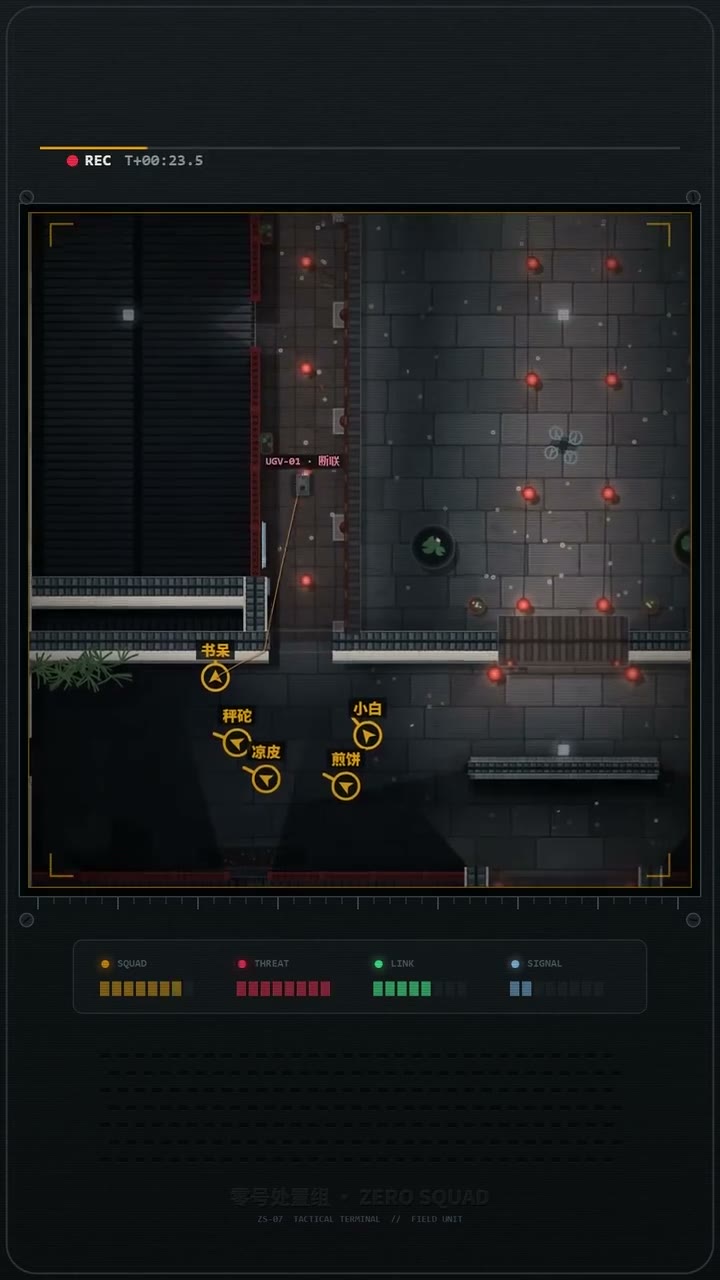 REC T+00:23.5
UGV-01 · 断联
书呆
秤砣
小白
凉皮
煎饼
SQUAD
THREAT
LINK
SIGNAL
零号处置组 · ZERO SQUAD
ZS-07 TACTICAL TERMINAL // FIELD UNIT